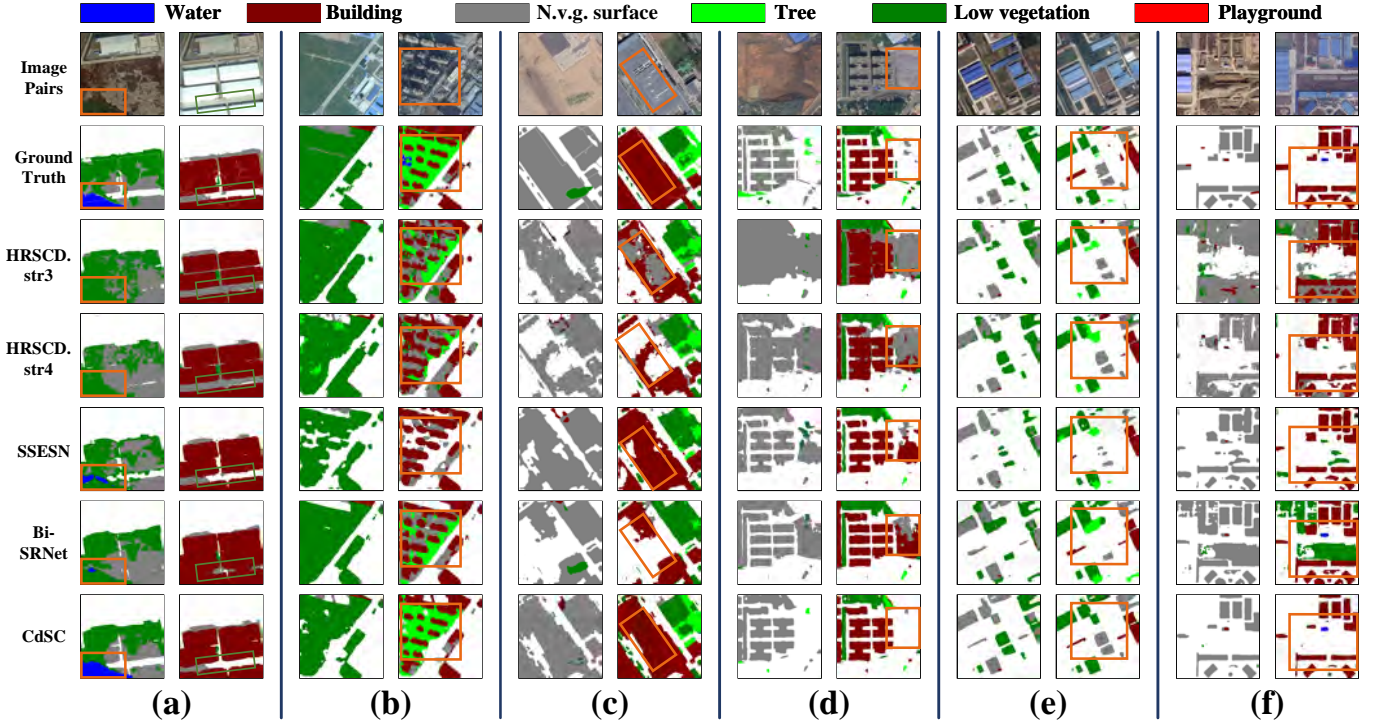 Water Building N.v.g. surface Tree Low vegetation Playground
Image
Pairs
Ground
Truth
HRSCD.
str3
HRSCD.
str4
SSESN
Bi-
SRNet
CdSC
(a) (b) (c) (d) (e) (f)